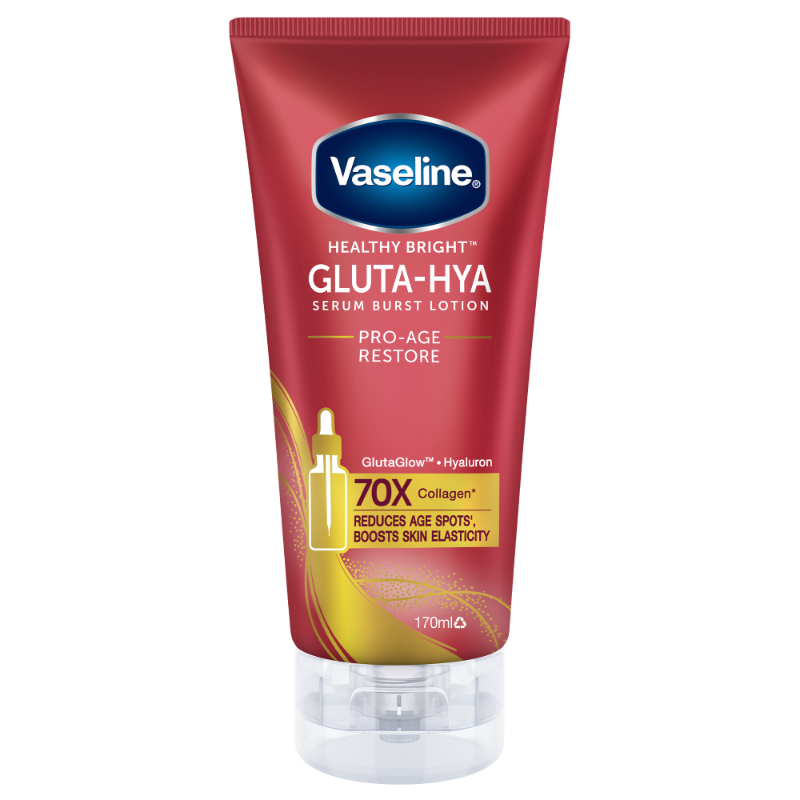 Vaseline®
HEALTHY BRIGHT™
GLUTA-HYA
SERUM BURST LOTION
PRO-AGE
RESTORE
GlutaGlow™ • Hyaluron
70X Collagen*
REDUCES AGE SPOTS',
BOOSTS SKIN ELASTICITY
170ml